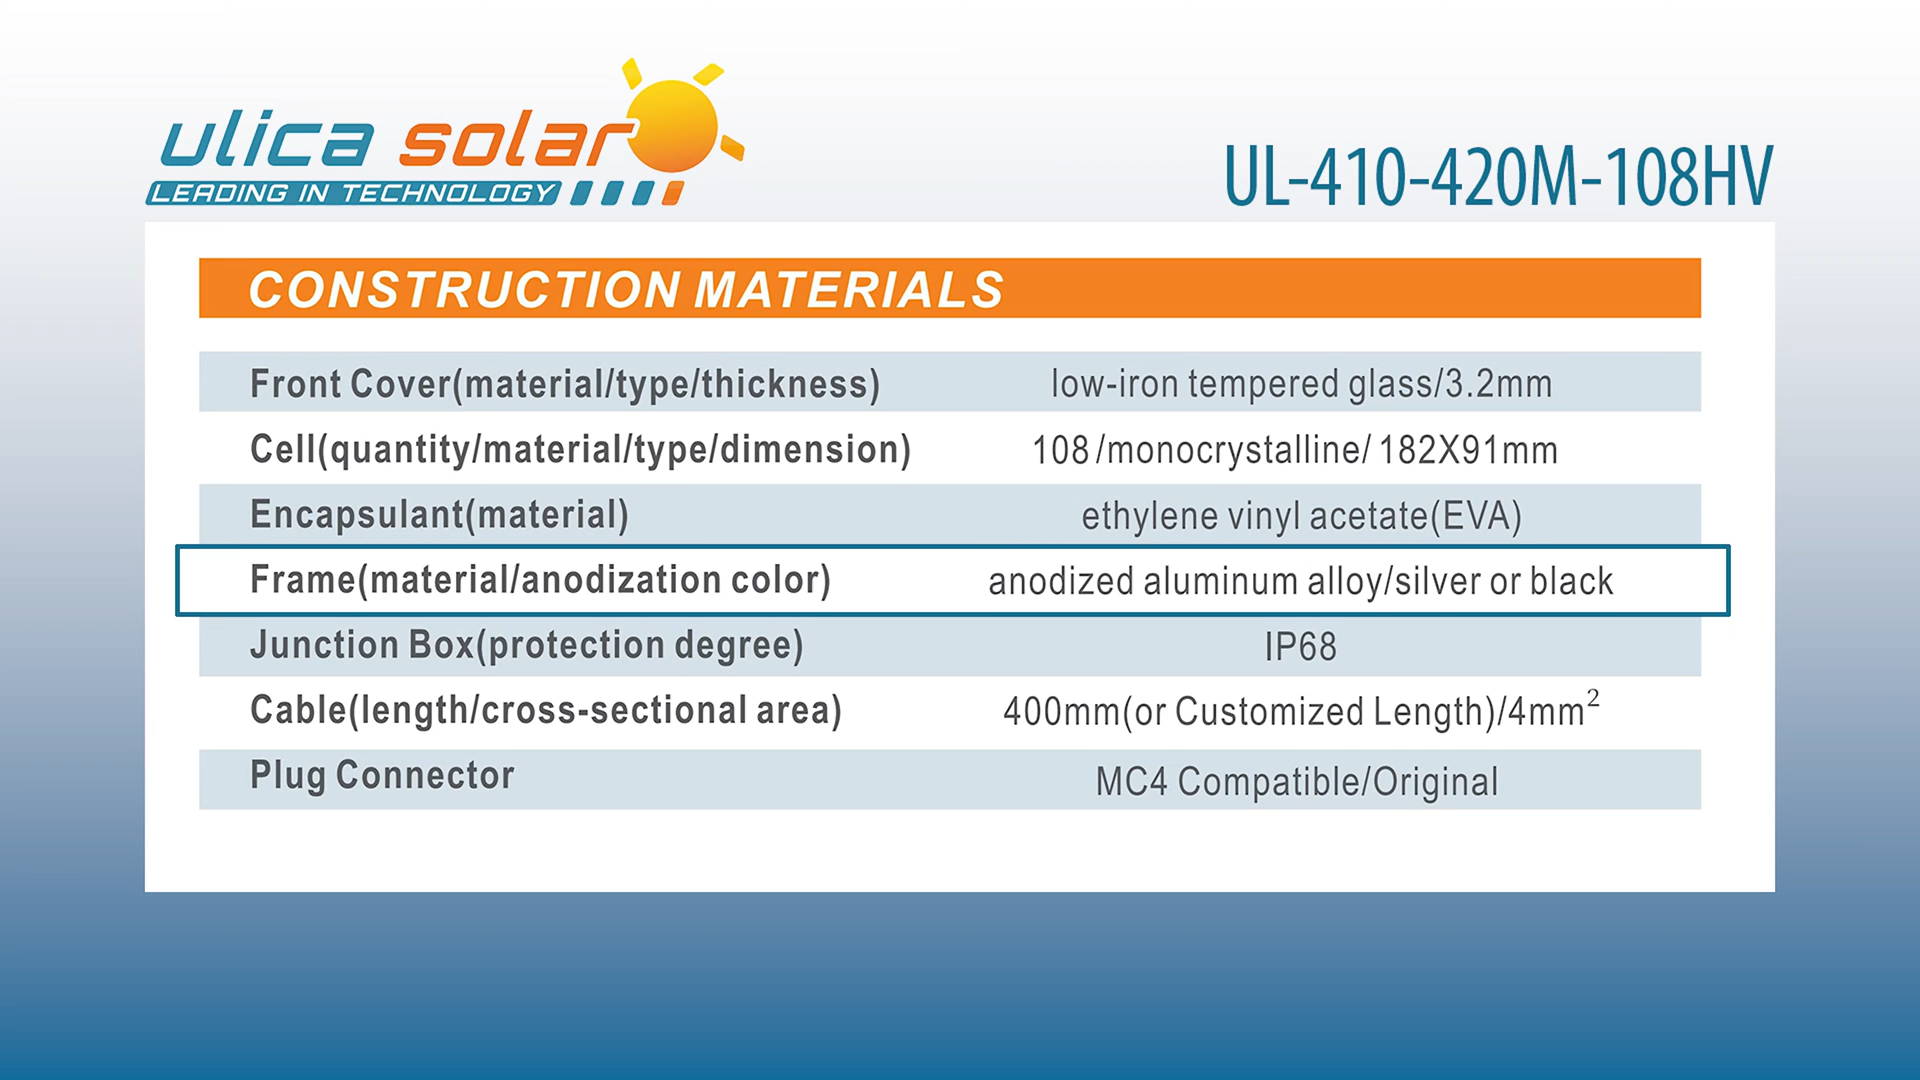 ulica solar
LEADING IN TECHNOLOGY
UL-410-420M-108HV
CONSTRUCTION MATERIALS
Front Cover(material/type/thickness) low-iron tempered glass/3.2mm
Cell(quantity/material/type/dimension) 108/monocrystalline/ 182X91mm
Encapsulant(material) ethylene vinyl acetate(EVA)
Frame(material/anodization color) anodized aluminum alloy/silver or black
Junction Box(protection degree) IP68
Cable(length/cross-sectional area) 400mm(or Customized Length)/4mm²
Plug Connector MC4 Compatible/Original